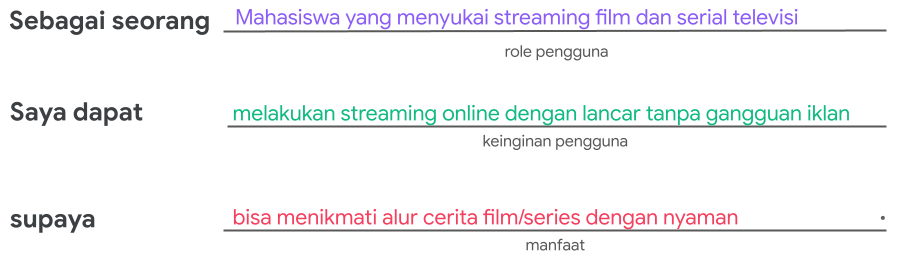 Sebagai seorang Mahasiswa yang menyukai streaming film dan serial televisi
role pengguna
Saya dapat melakukan streaming online dengan lancar tanpa gangguan iklan
keinginan pengguna
supaya bisa menikmati alur cerita film/series dengan nyaman .
manfaat